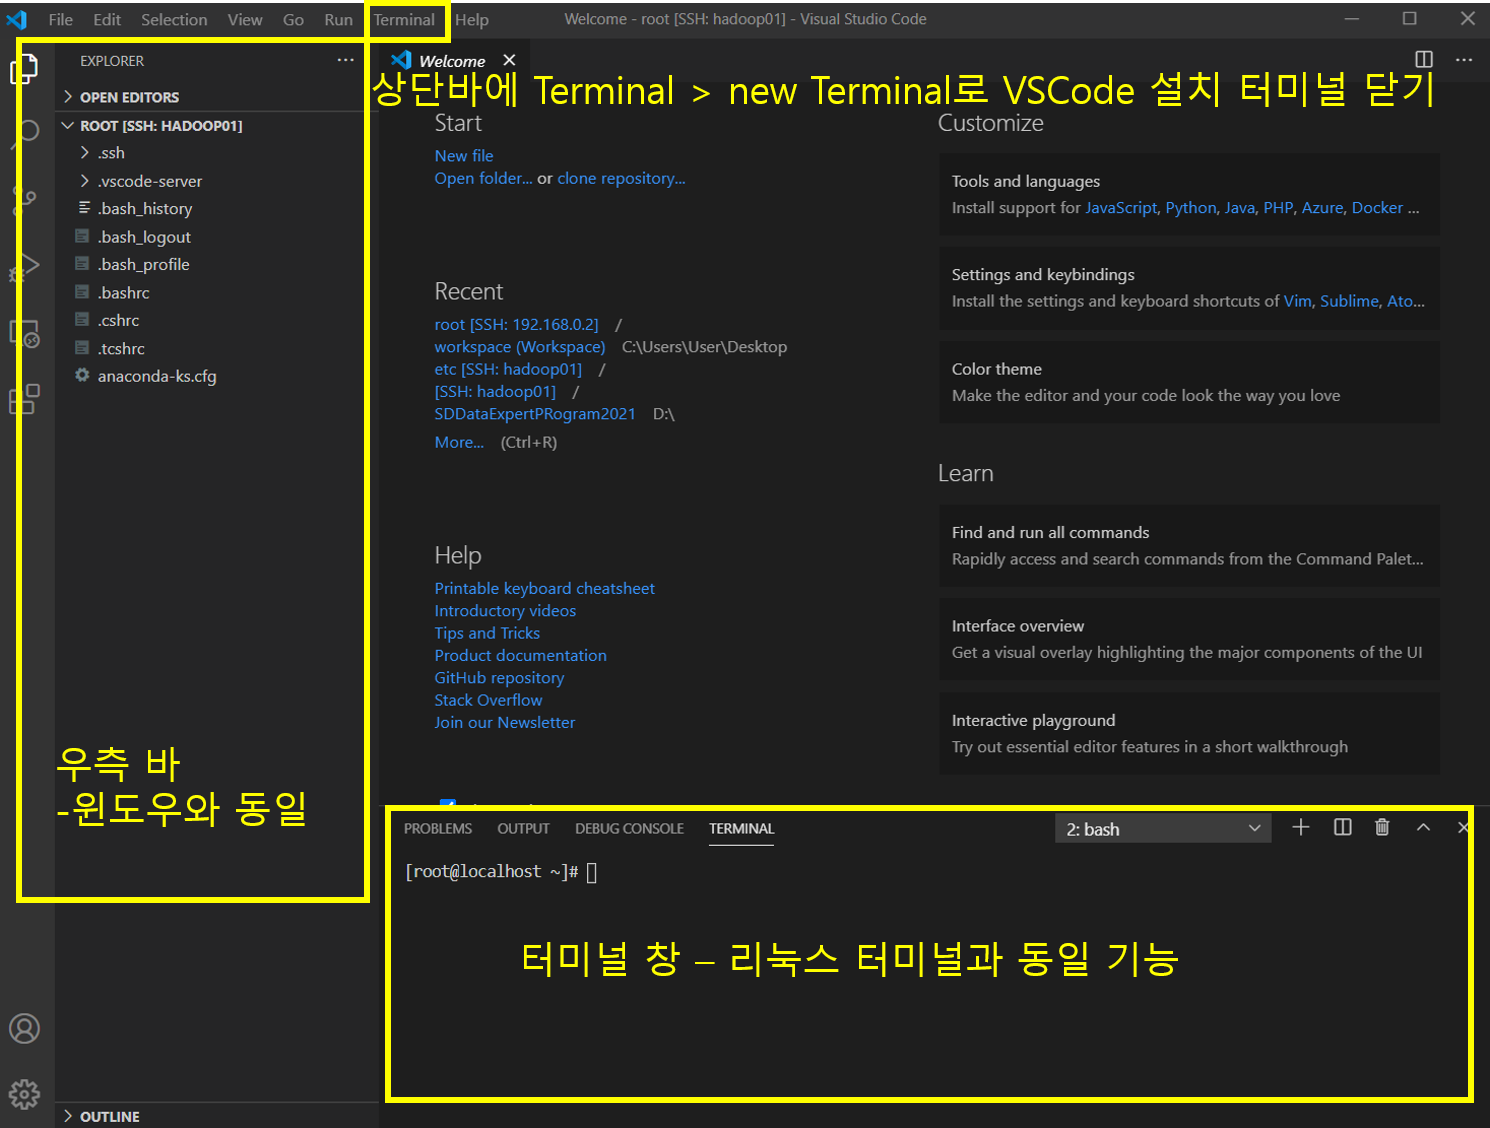 File Edit Selection View Go Run Terminal Help Welcome - root [SSH: hadoop01] - Visual Studio Code
EXPLORER
Welcome
상단바에 Terminal > new Terminal로 VSCode 설치 터미널 닫기
OPEN EDITORS
ROOT [SSH: HADOOP01]
.ssh
.vscode-server
.bash_history
.bash_logout
.bash_profile
.bashrc
.cshrc
.tcshrc
anaconda-ks.cfg
우측 바
-윈도우와 동일
OUTLINE
Start
New file
Open folder... or clone repository...
Recent
root [SSH: 192.168.0.2] /
workspace (Workspace) C:\Users\User\Desktop
etc [SSH: hadoop01] /
[SSH: hadoop01] /
SDDataExpertPRogram2021 D:\
More... (Ctrl+R)
Help
Printable keyboard cheatsheet
Introductory videos
Tips and Tricks
Product documentation
GitHub repository
Stack Overflow
Join our Newsletter
Customize
Tools and languages
Install support for JavaScript, Python, Java, PHP, Azure, Docker ...
Settings and keybindings
Install the settings and keyboard shortcuts of Vim, Sublime, Ato...
Color theme
Make the editor and your code look the way you love
Learn
Find and run all commands
Rapidly access and search commands from the Command Palet...
Interface overview
Get a visual overlay highlighting the major components of the UI
Interactive playground
Try out essential editor features in a short walkthrough
PROBLEMS OUTPUT DEBUG CONSOLE TERMINAL 2: bash
[root@localhost ~]#
터미널 창 – 리눅스 터미널과 동일 기능